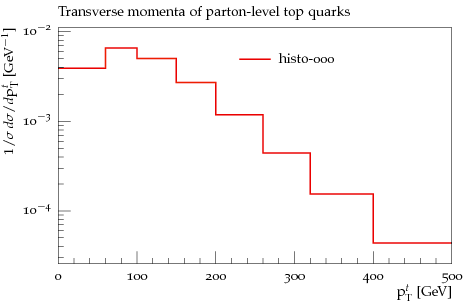 Transverse momenta of parton-level top quarks
1/σ dσ/dp_T^t [GeV⁻¹]
10⁻²
10⁻³
10⁻⁴
histo-000
0 100 200 300 400 500
p_T^t [GeV]